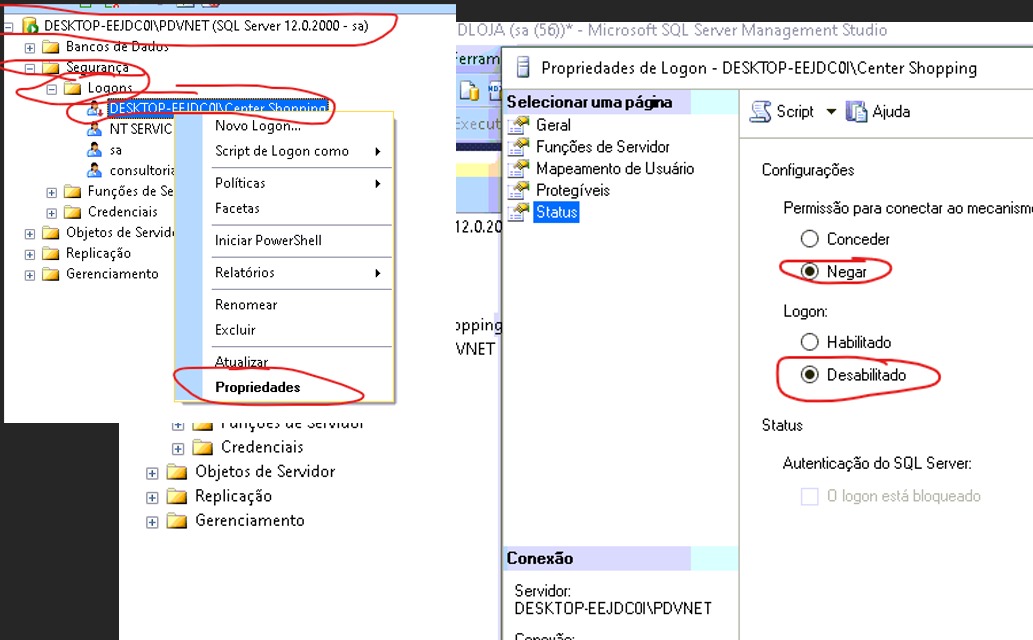 DESKTOP-EEJDC0I\PDVNET (SQL Server 12.0.2000 - sa)
Bancos de Dados
Segurança
Logons
DESKTOP-EEJDC0I\Center Shopping
NT SERVIC
sa
consultoria
Funções de Se
Credenciais
Objetos de Servido
Replicação
Gerenciamento
Novo Logon...
Script de Logon como
Políticas
Facetas
Iniciar PowerShell
Relatórios
Renomear
Excluir
Atualizar
Propriedades
Funções de Servidor
Credenciais
Objetos de Servidor
Replicação
Gerenciamento
DLOJA (sa (56))* - Microsoft SQL Server Management Studio
Ferram
Execut
12.0.20
opping
VNET
Propriedades de Logon - DESKTOP-EEJDC0I\Center Shopping
Selecionar uma página
Geral
Funções de Servidor
Mapeamento de Usuário
Protegíveis
Status
Script
Ajuda
Configurações
Permissão para conectar ao mecanismo
Conceder
Negar
Logon:
Habilitado
Desabilitado
Status
Autenticação do SQL Server:
O logon está bloqueado
Conexão
Servidor:
DESKTOP-EEJDC0I\PDVNET
Conexão: